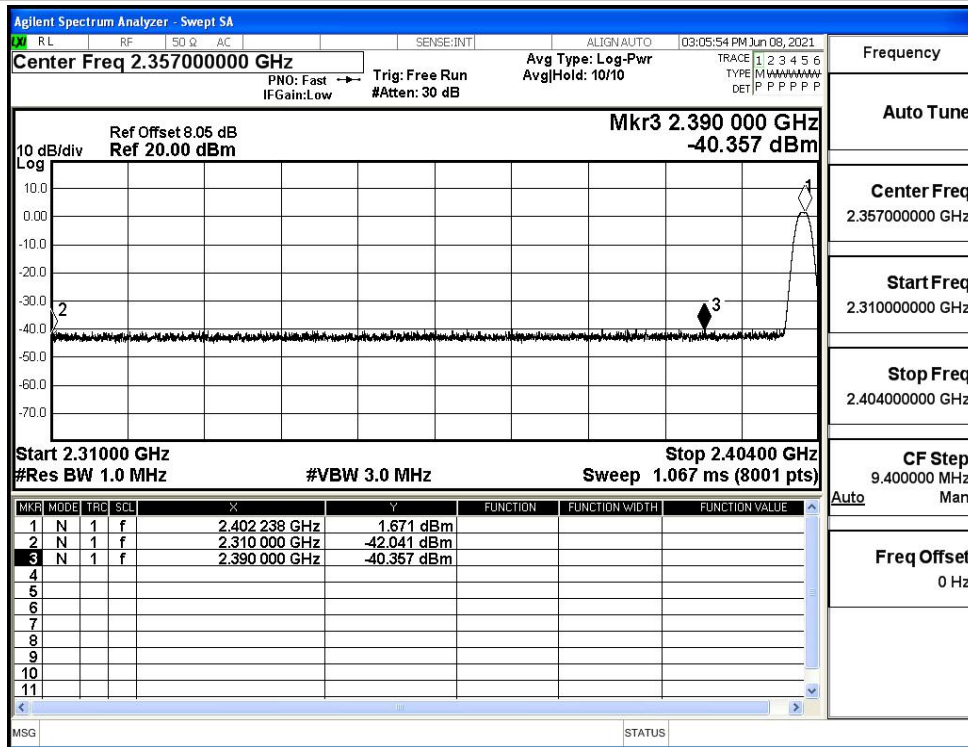 Agilent Spectrum Analyzer - Swept SA
LXI RL RF 50 Ω AC SENSE:INT ALIGN AUTO 03:05:54 PM Jun 08, 2021
Center Freq 2.357000000 GHz
PNO: Fast
IFGain:Low
Trig: Free Run
#Atten: 30 dB
Avg Type: Log-Pwr
Avg|Hold: 10/10
TRACE 1 2 3 4 5 6
TYPE M WWWWW
DET P P P P P P
Ref Offset 8.05 dB
Ref 20.00 dBm
10 dB/div
Log
Mkr3 2.390 000 GHz
-40.357 dBm
10.0
0.00
-10.0
-20.0
-30.0
-40.0
-50.0
-60.0
-70.0
1
2
3
Start 2.31000 GHz Stop 2.40400 GHz
#Res BW 1.0 MHz #VBW 3.0 MHz Sweep 1.067 ms (8001 pts)
MKR MODE TRC SCL X Y FUNCTION FUNCTION WIDTH FUNCTION VALUE
1 N 1 f 2.402 238 GHz 1.671 dBm
2 N 1 f 2.310 000 GHz -42.041 dBm
3 N 1 f 2.390 000 GHz -40.357 dBm
4
5
6
7
8
9
10
11
MSG STATUS
Frequency
Auto Tune
Center Freq
2.357000000 GHz
Start Freq
2.310000000 GHz
Stop Freq
2.404000000 GHz
CF Step
9.400000 MHz
Auto Man
Freq Offset
0 Hz